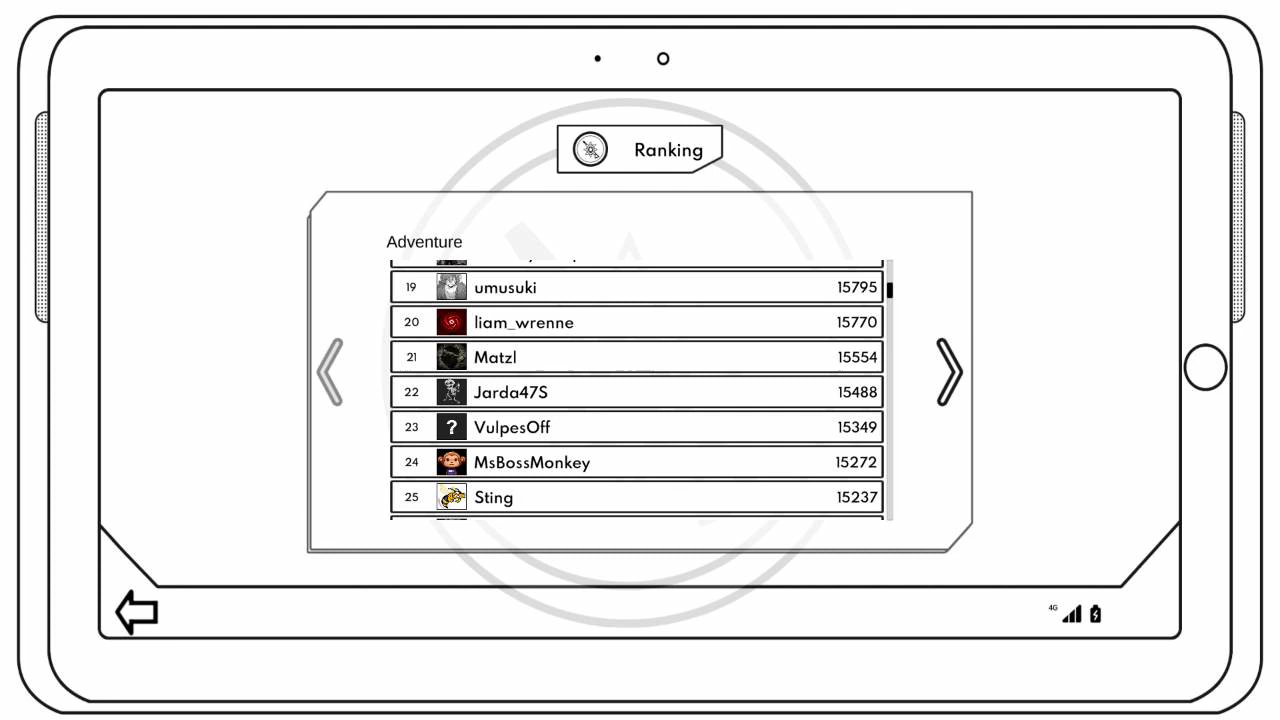 Ranking
Adventure
19 umusuki 15795
20 liam_wrenne 15770
21 Matzl 15554
22 Jarda47S 15488
23 ? VulpesOff 15349
24 MsBossMonkey 15272
25 Sting 15237
4G